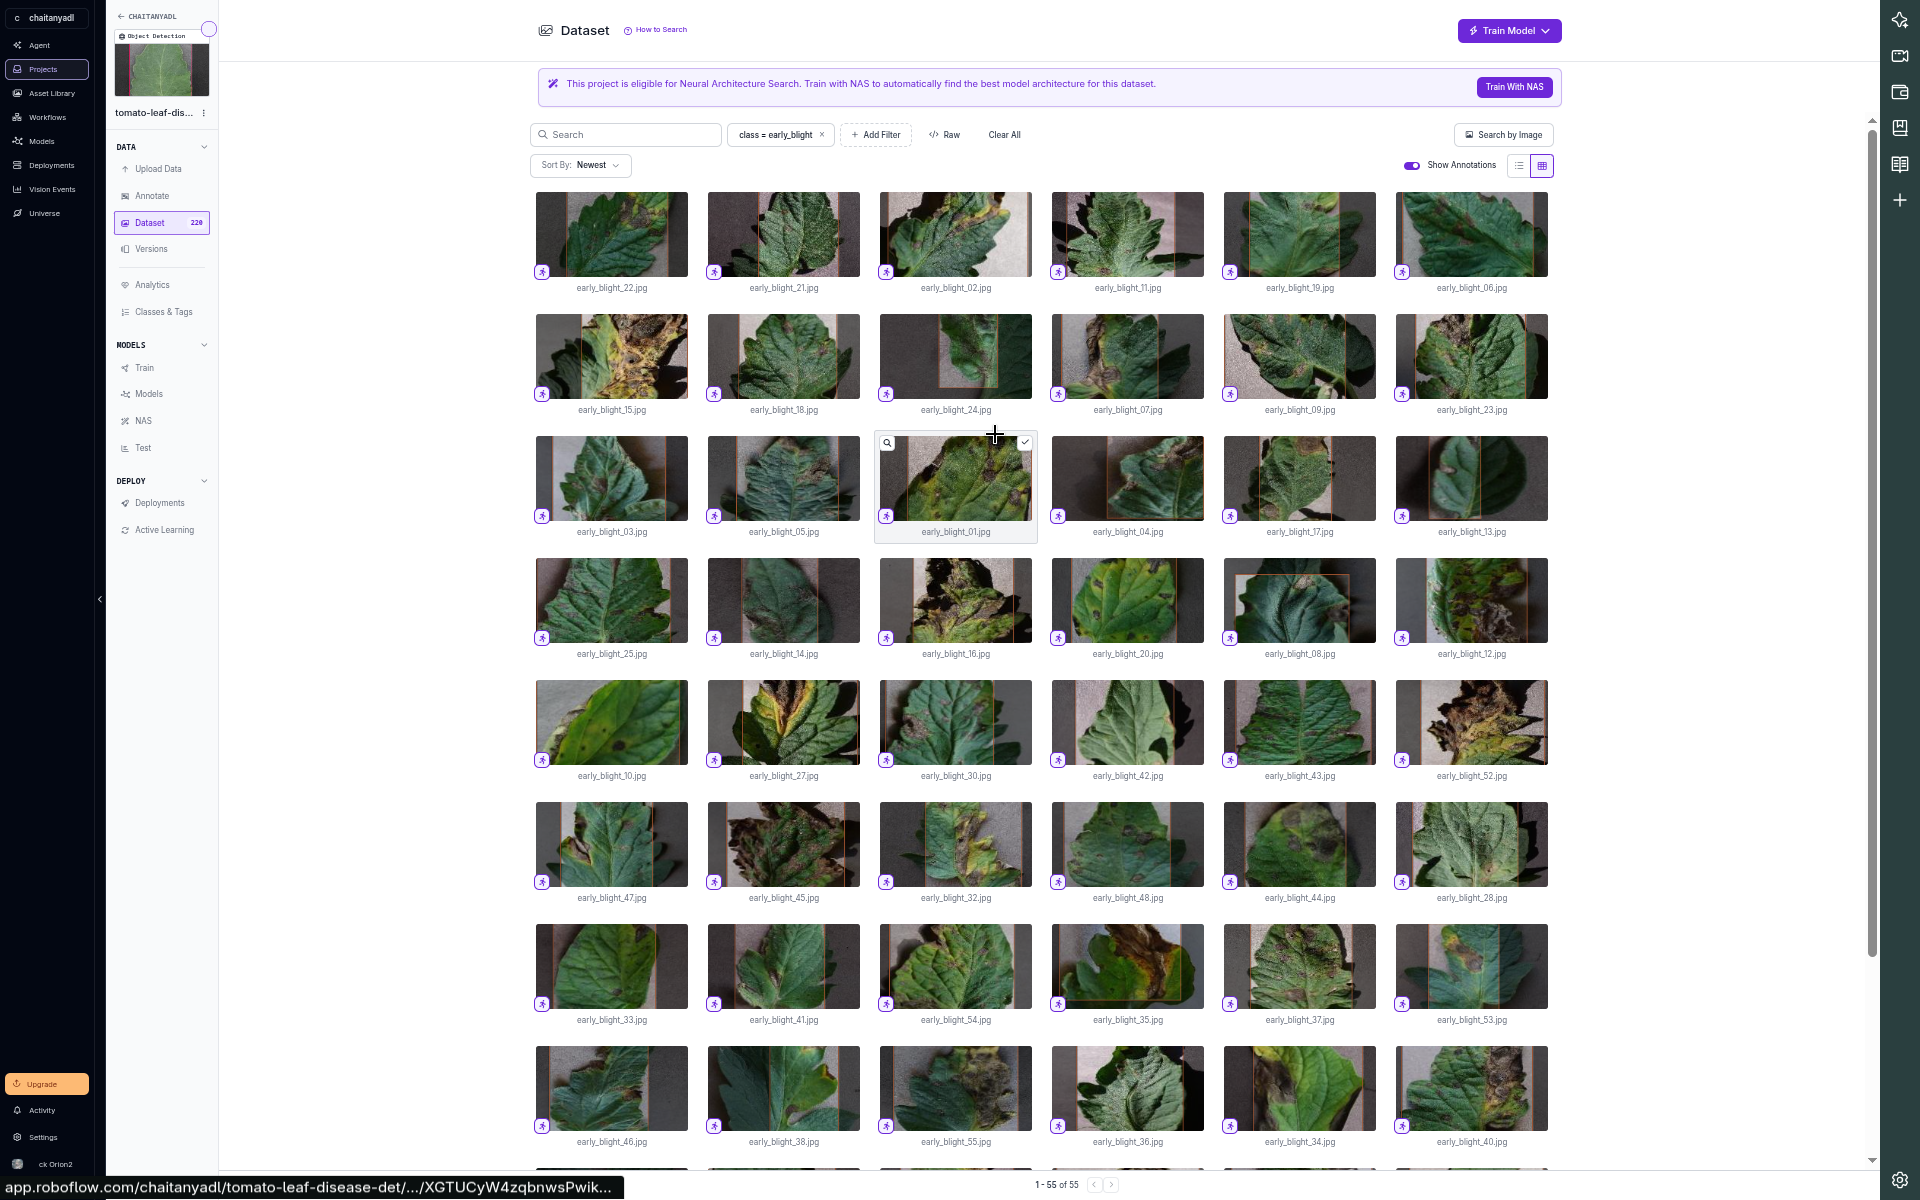 C chaitanyadl
Agent
Projects
Asset Library
Workflows
Models
Deployments
Vision Events
Universe
Upgrade
Activity
Settings
ck Orion2
CHAITANYADL
Object Detection
tomato-leaf-dis...
DATA
Upload Data
Annotate
Dataset 220
Versions
Analytics
Classes & Tags
MODELS
Train
Models
NAS
Test
DEPLOY
Deployments
Active Learning
Dataset How to Search Train Model
This project is eligible for Neural Architecture Search. Train with NAS to automatically find the best model architecture for this dataset. Train With NAS
Search class = early_blight × + Add Filter </> Raw Clear All Search by Image
Sort By: Newest Show Annotations
early_blight_22.jpg early_blight_21.jpg early_blight_02.jpg early_blight_11.jpg early_blight_19.jpg early_blight_06.jpg
early_blight_15.jpg early_blight_18.jpg early_blight_24.jpg early_blight_07.jpg early_blight_09.jpg early_blight_23.jpg
early_blight_03.jpg early_blight_05.jpg early_blight_01.jpg early_blight_04.jpg early_blight_17.jpg early_blight_13.jpg
early_blight_25.jpg early_blight_14.jpg early_blight_16.jpg early_blight_20.jpg early_blight_08.jpg early_blight_12.jpg
early_blight_10.jpg early_blight_27.jpg early_blight_30.jpg early_blight_42.jpg early_blight_43.jpg early_blight_52.jpg
early_blight_47.jpg early_blight_45.jpg early_blight_32.jpg early_blight_48.jpg early_blight_44.jpg early_blight_28.jpg
early_blight_33.jpg early_blight_41.jpg early_blight_54.jpg early_blight_35.jpg early_blight_37.jpg early_blight_53.jpg
early_blight_46.jpg early_blight_38.jpg early_blight_55.jpg early_blight_36.jpg early_blight_34.jpg early_blight_40.jpg
1 - 55 of 55
app.roboflow.com/chaitanyadl/tomato-leaf-disease-det/.../XGTUCyW4zqbnwsPwik...